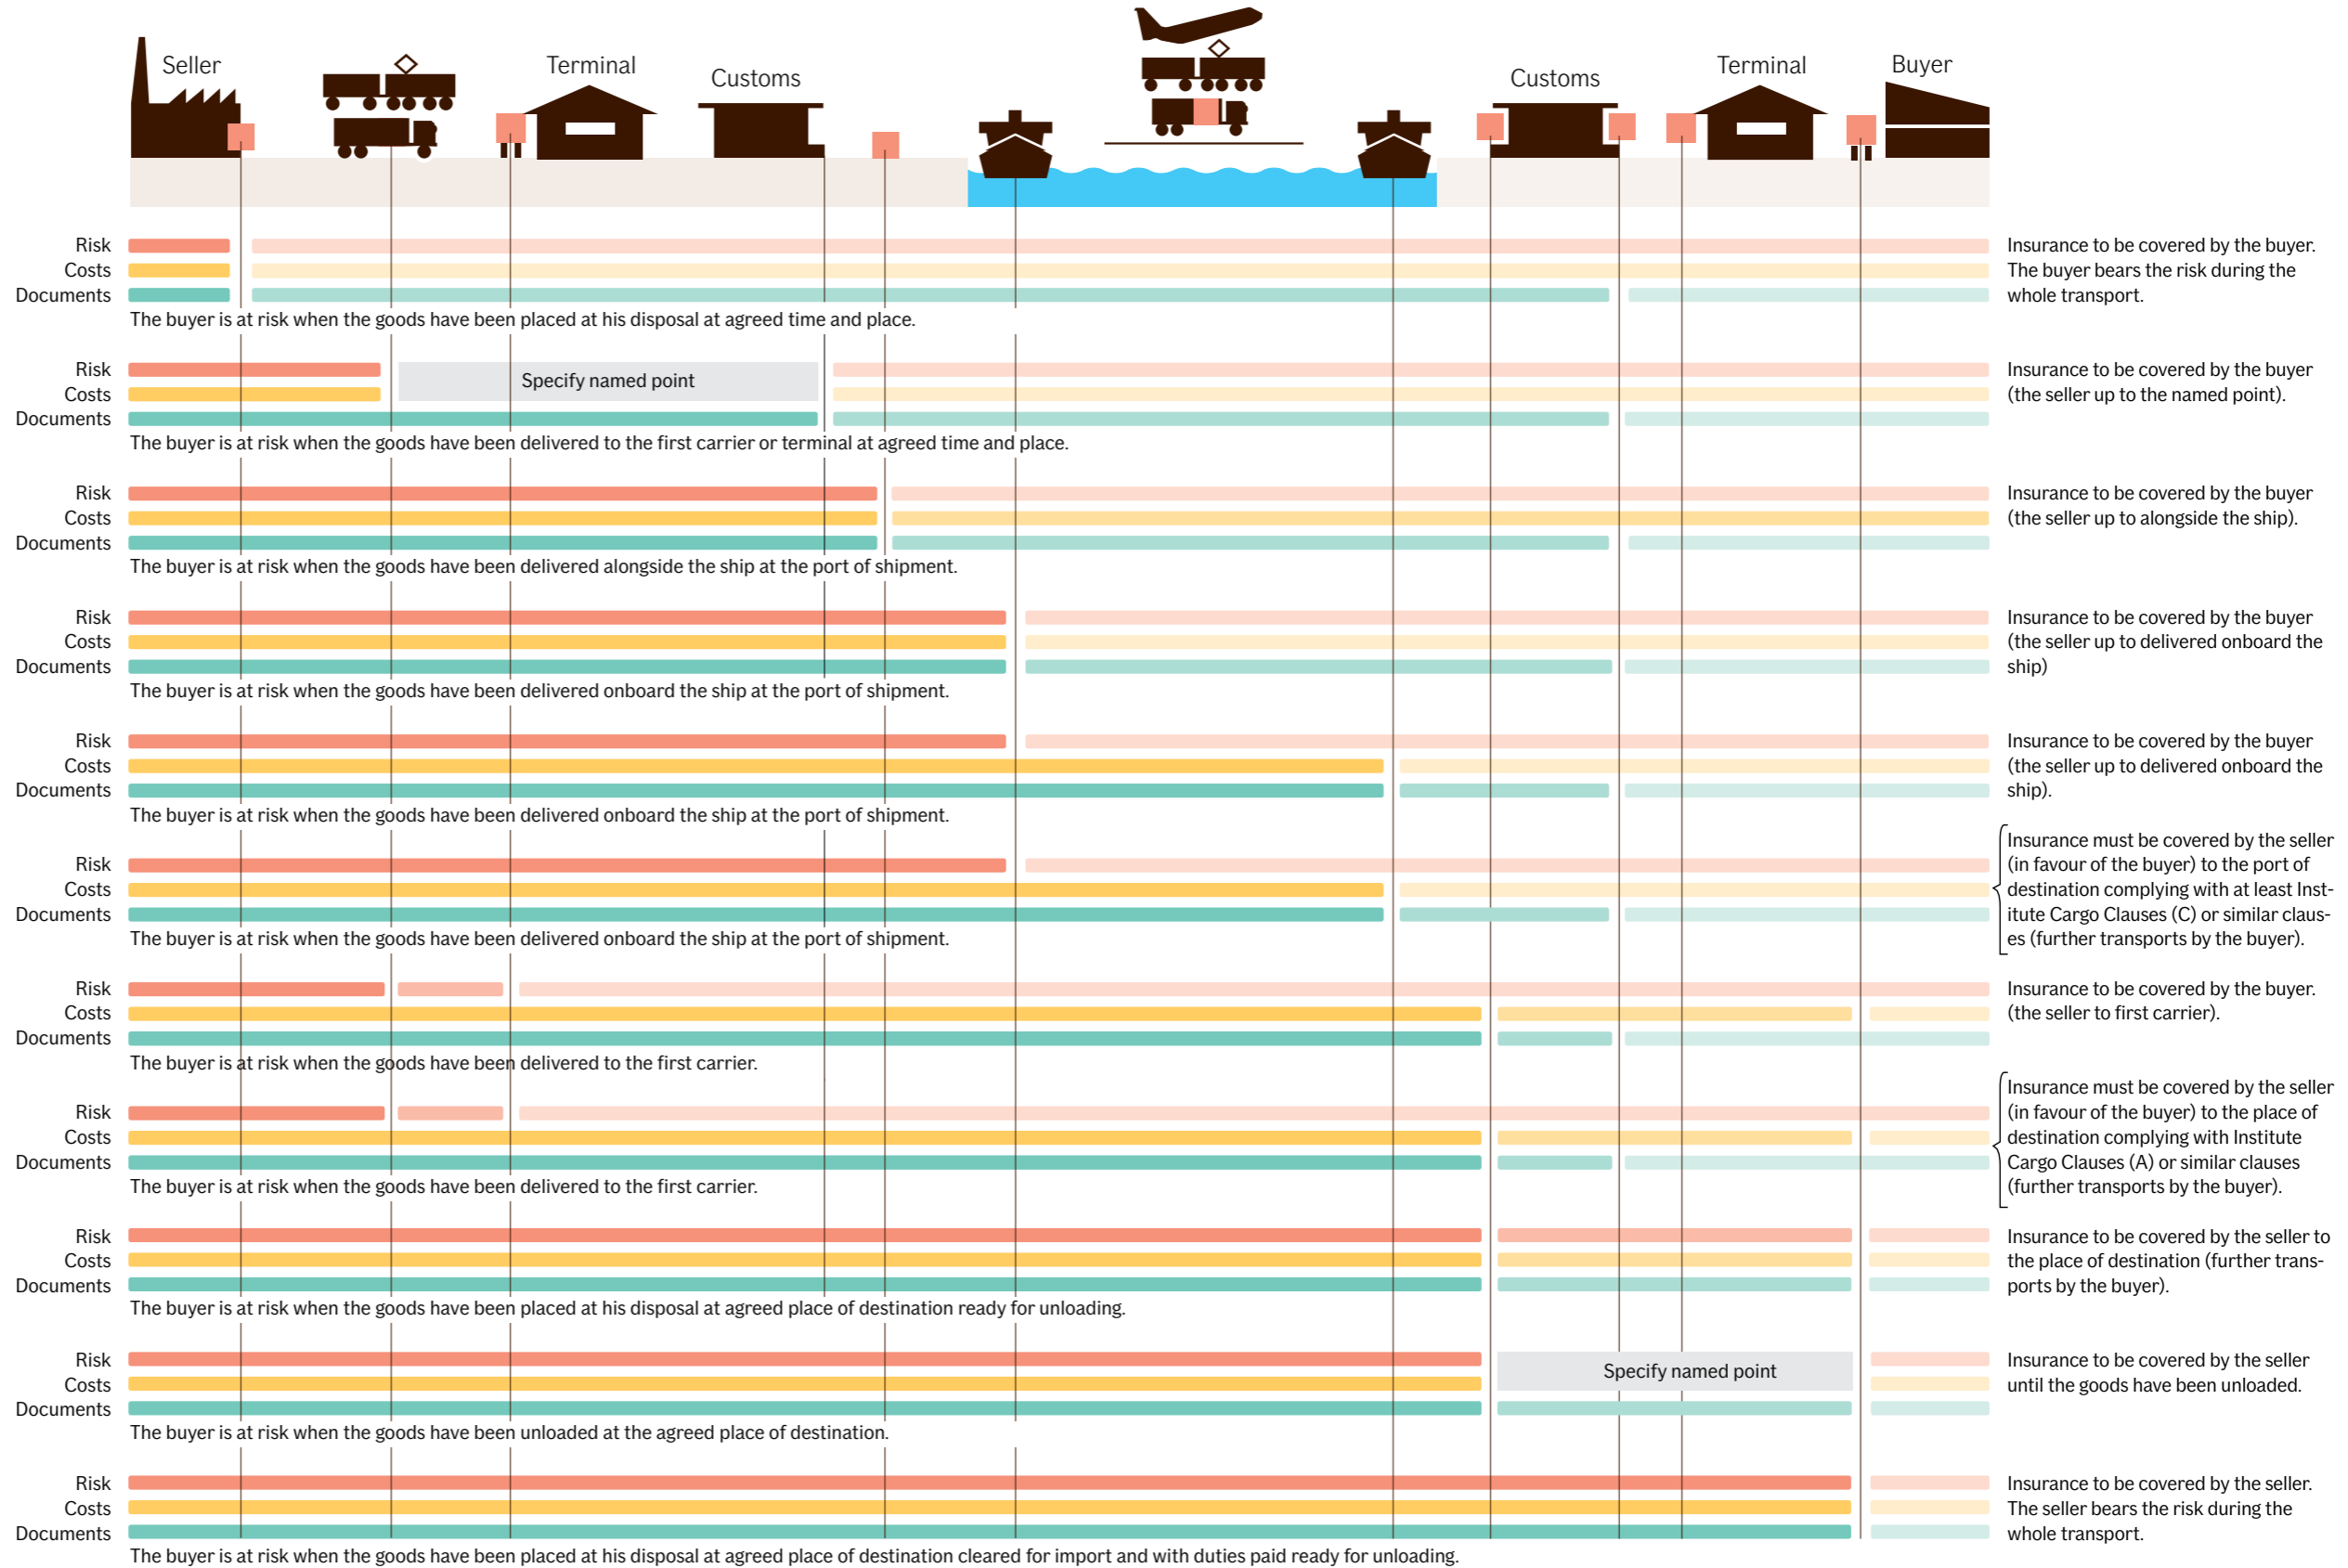 Seller
Terminal
Customs
Customs
Terminal
Buyer
Risk
Costs
Documents
Insurance to be covered by the buyer.
The buyer bears the risk during the
whole transport.
The buyer is at risk when the goods have been placed at his disposal at agreed time and place.
Risk
Costs
Documents
Specify named point
Insurance to be covered by the buyer
(the seller up to the named point).
The buyer is at risk when the goods have been delivered to the first carrier or terminal at agreed time and place.
Risk
Costs
Documents
Insurance to be covered by the buyer
(the seller up to alongside the ship).
The buyer is at risk when the goods have been delivered alongside the ship at the port of shipment.
Risk
Costs
Documents
Insurance to be covered by the buyer
(the seller up to delivered onboard the
ship)
The buyer is at risk when the goods have been delivered onboard the ship at the port of shipment.
Risk
Costs
Documents
Insurance to be covered by the buyer
(the seller up to delivered onboard the
ship).
The buyer is at risk when the goods have been delivered onboard the ship at the port of shipment.
Risk
Costs
Documents
Insurance must be covered by the seller
(in favour of the buyer) to the port of
destination complying with at least Inst-
itute Cargo Clauses (C) or similar claus-
es (further transports by the buyer).
The buyer is at risk when the goods have been delivered onboard the ship at the port of shipment.
Risk
Costs
Documents
Insurance to be covered by the buyer.
(the seller to first carrier).
The buyer is at risk when the goods have been delivered to the first carrier.
Risk
Costs
Documents
Insurance must be covered by the seller
(in favour of the buyer) to the place of
destination complying with Institute
Cargo Clauses (A) or similar clauses
(further transports by the buyer).
The buyer is at risk when the goods have been delivered to the first carrier.
Risk
Costs
Documents
Insurance to be covered by the seller to
the place of destination (further trans-
ports by the buyer).
The buyer is at risk when the goods have been placed at his disposal at agreed place of destination ready for unloading.
Risk
Costs
Documents
Specify named point
Insurance to be covered by the seller
until the goods have been unloaded.
The buyer is at risk when the goods have been unloaded at the agreed place of destination.
Risk
Costs
Documents
Insurance to be covered by the seller.
The seller bears the risk during the
whole transport.
The buyer is at risk when the goods have been placed at his disposal at agreed place of destination cleared for import and with duties paid ready for unloading.